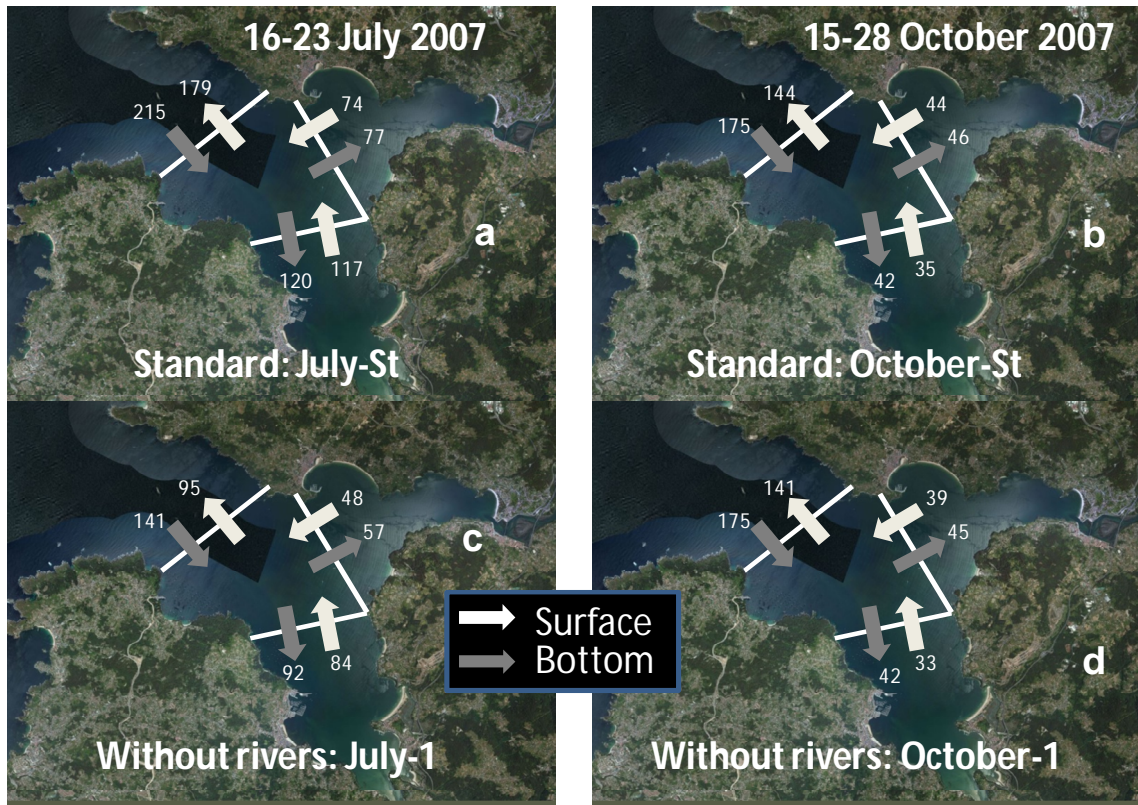 16-23 July 2007
179
215
74
77
120
117
a
Standard: July-St
15-28 October 2007
144
175
44
46
42
35
b
Standard: October-St
95
141
48
57
92
84
c
Without rivers: July-1
141
175
39
45
42
33
d
Without rivers: October-1
Surface
Bottom